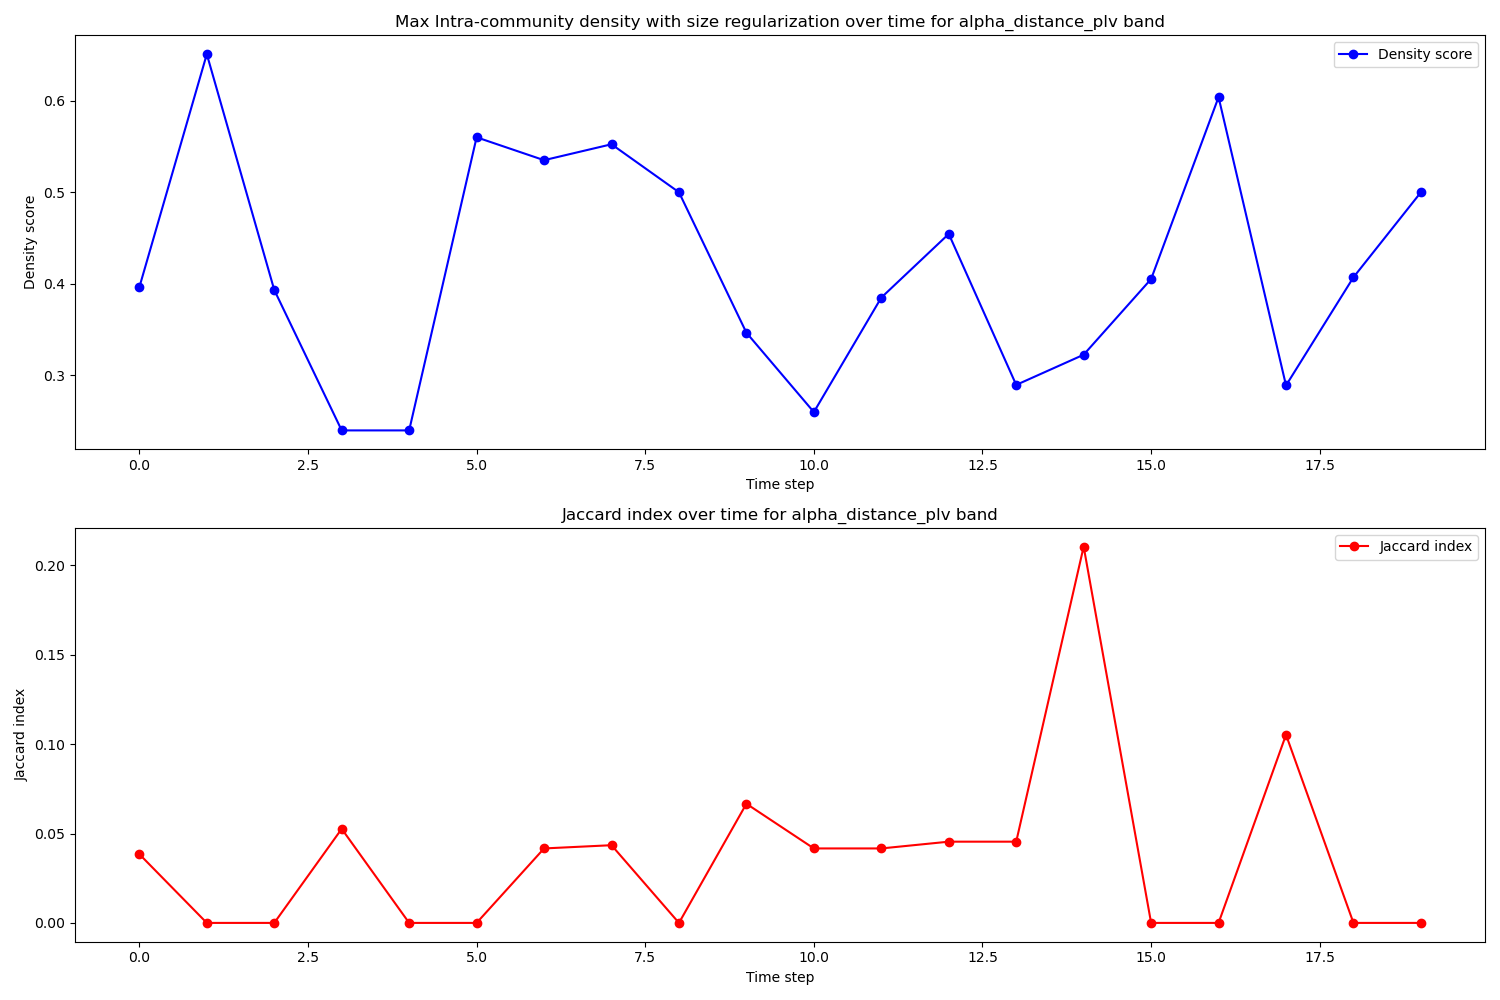 Max Intra-community density with size regularization over time for alpha_distance_plv band
Density score
0.6
0.5
0.4
0.3
Density score
0.0 2.5 5.0 7.5 10.0 12.5 15.0 17.5
Time step
Jaccard index over time for alpha_distance_plv band
Jaccard index
0.20
0.15
0.10
0.05
0.00
Jaccard index
0.0 2.5 5.0 7.5 10.0 12.5 15.0 17.5
Time step